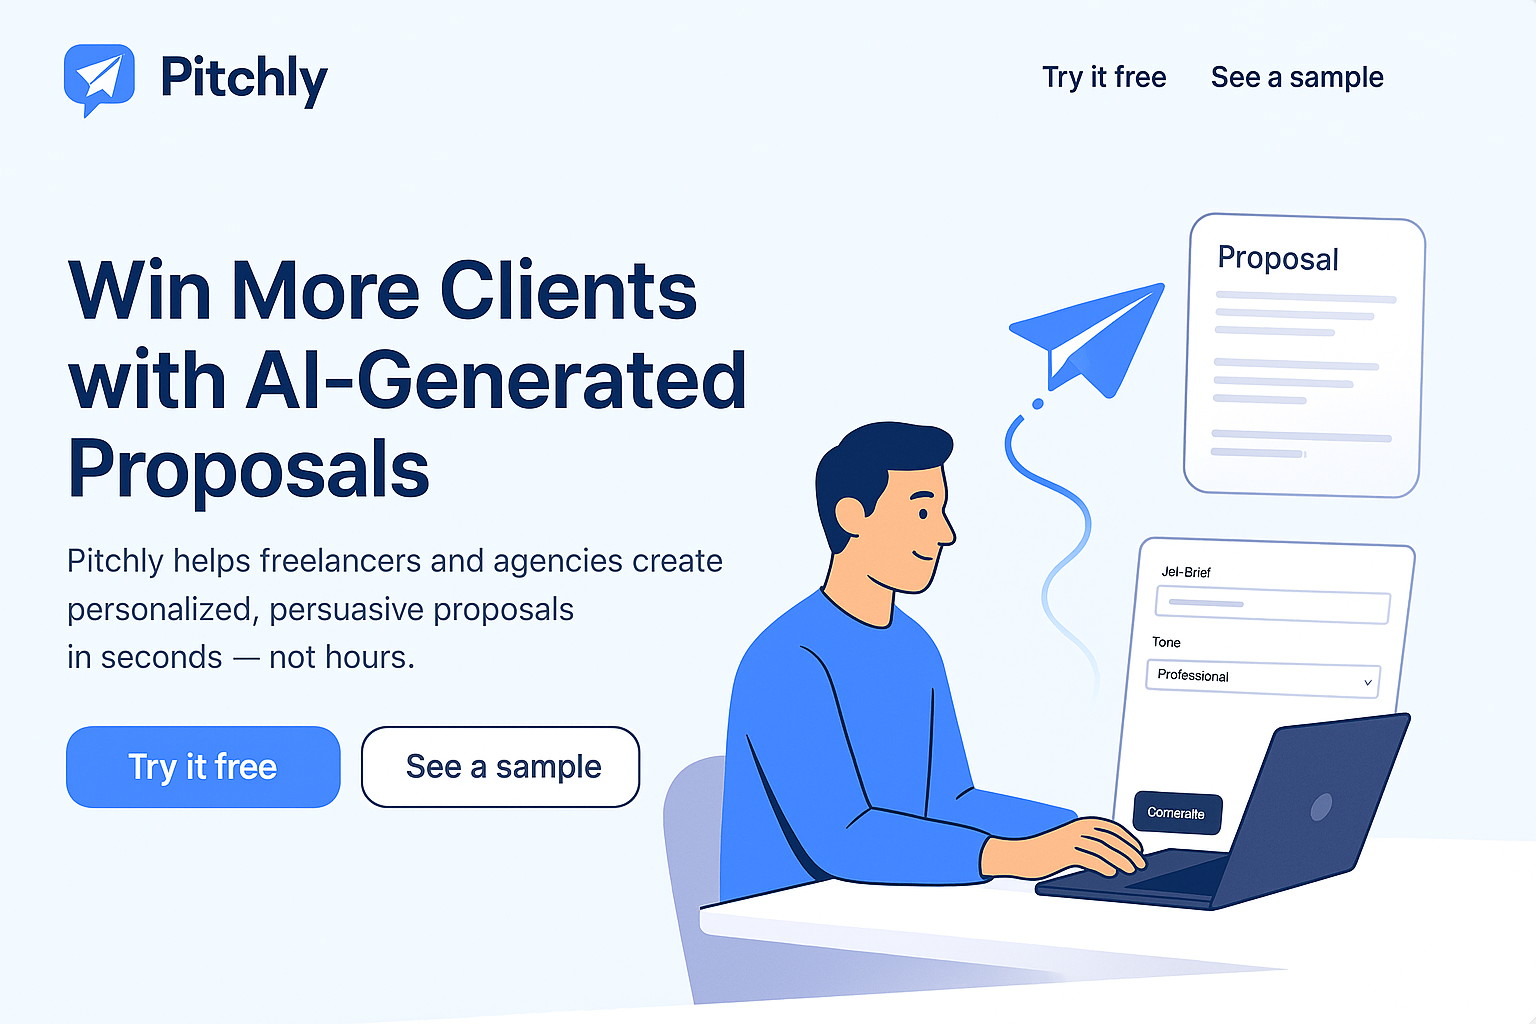 Pitchly
Try it free
See a sample
Win More Clients
with AI-Generated
Proposals
Pitchly helps freelancers and agencies create
personalized, persuasive proposals
in seconds — not hours.
Try it free
See a sample
Proposal
Jel-Brief
Tone
Professional
Comeralte